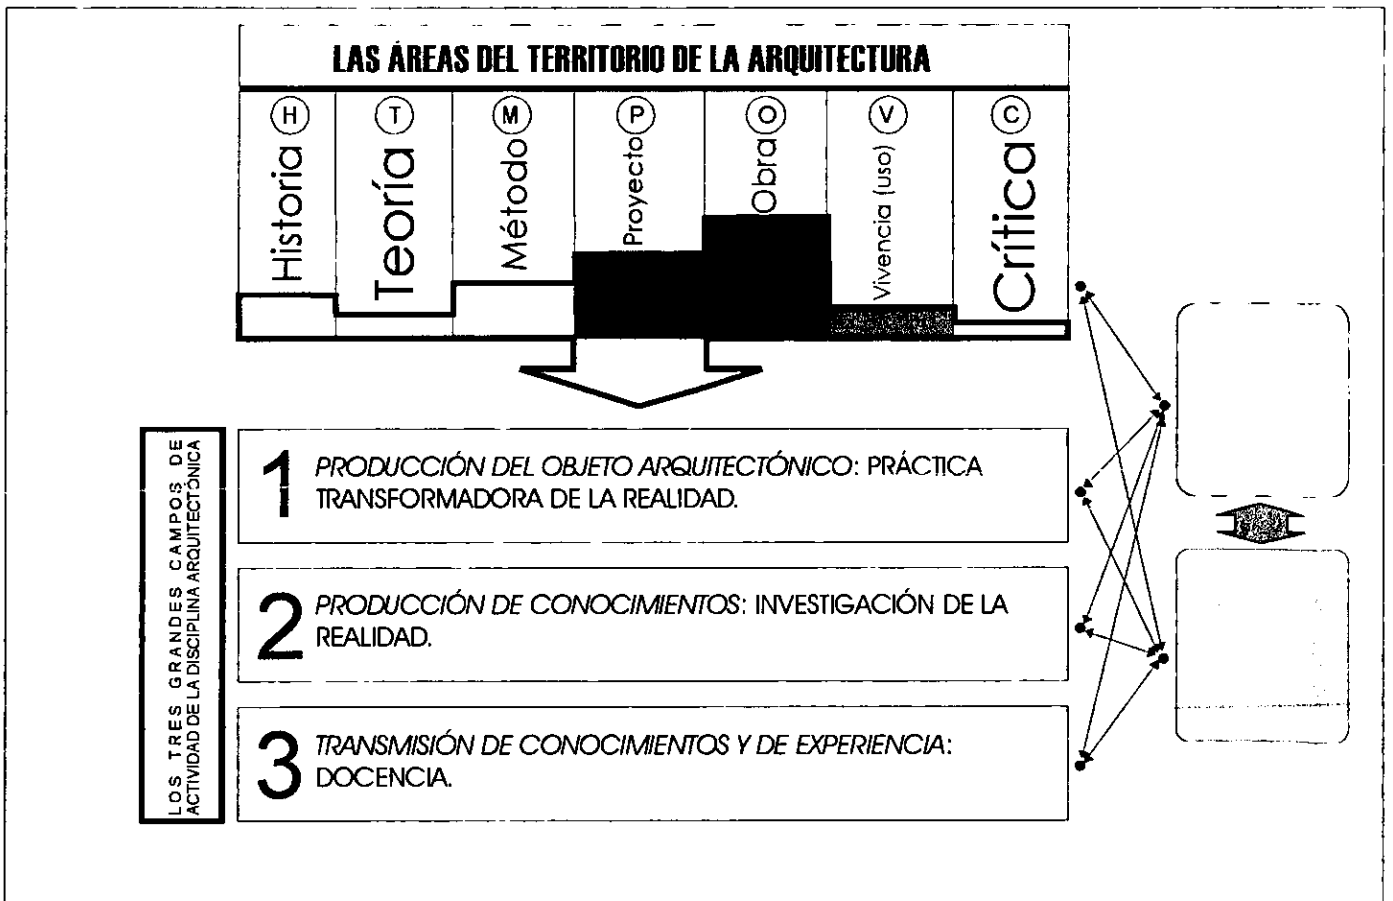 LAS ÁREAS DEL TERRITORIO DE LA ARQUITECTURA
H
Historia
T
Teoría
M
Método
P
Proyecto
O
Obra
V
Vivencia (uso)
C
Crítica
LOS TRES GRANDES CAMPOS DE
ACTIVIDAD DE LA DISCIPLINA ARQUITECTÓNICA
1 PRODUCCIÓN DEL OBJETO ARQUITECTÓNICO: PRÁCTICA
TRANSFORMADORA DE LA REALIDAD.
2 PRODUCCIÓN DE CONOCIMIENTOS: INVESTIGACIÓN DE LA
REALIDAD.
3 TRANSMISIÓN DE CONOCIMIENTOS Y DE EXPERIENCIA:
DOCENCIA.